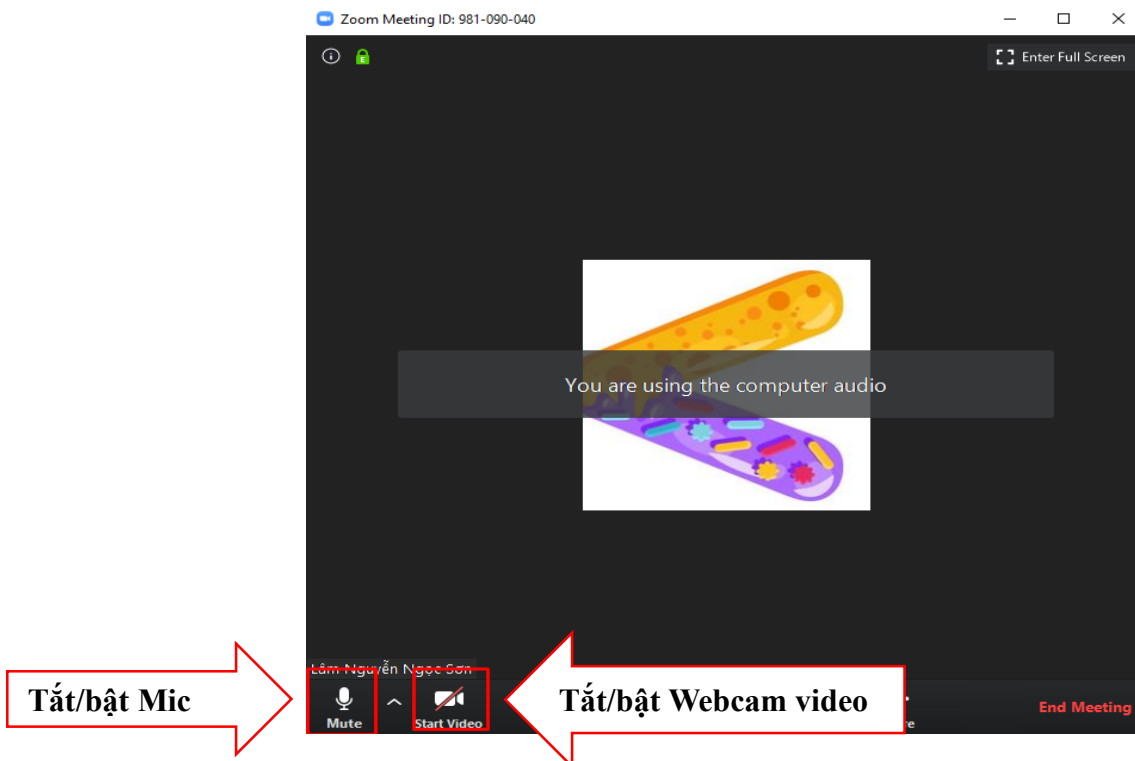 Zoom Meeting ID: 981-090-040
Enter Full Screen
You are using the computer audio
Lâm Nguyễn Ngọc Sơn
Tắt/bật Mic
Mute
Start Video
Tắt/bật Webcam video
End Meeting